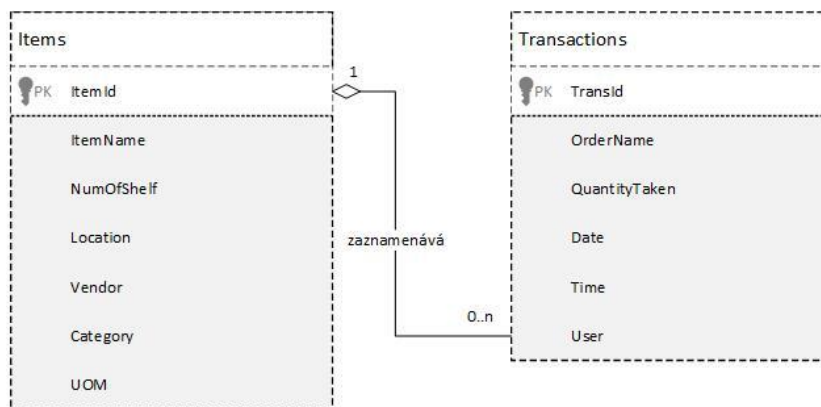 Items
PK ItemId
ItemName
NumOfShelf
Location
Vendor
Category
UOM
1
zaznamenává
0..n
Transactions
PK TransId
OrderName
QuantityTaken
Date
Time
User